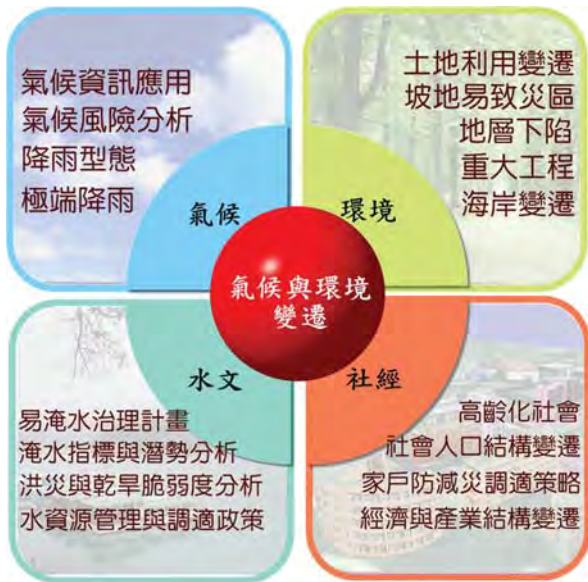 氣候資訊應用
氣候風險分析
降雨型態
極端降雨
氣候
土地利用變遷
坡地易致災區
地層下陷
重大工程
海岸變遷
環境
氣候與環境
變遷
水文
易淹水治理計畫
淹水指標與潛勢分析
洪災與乾旱脆弱度分析
水資源管理與調適政策
社經
高齡化社會
社會人口結構變遷
家戶防減災調適策略
經濟與產業結構變遷